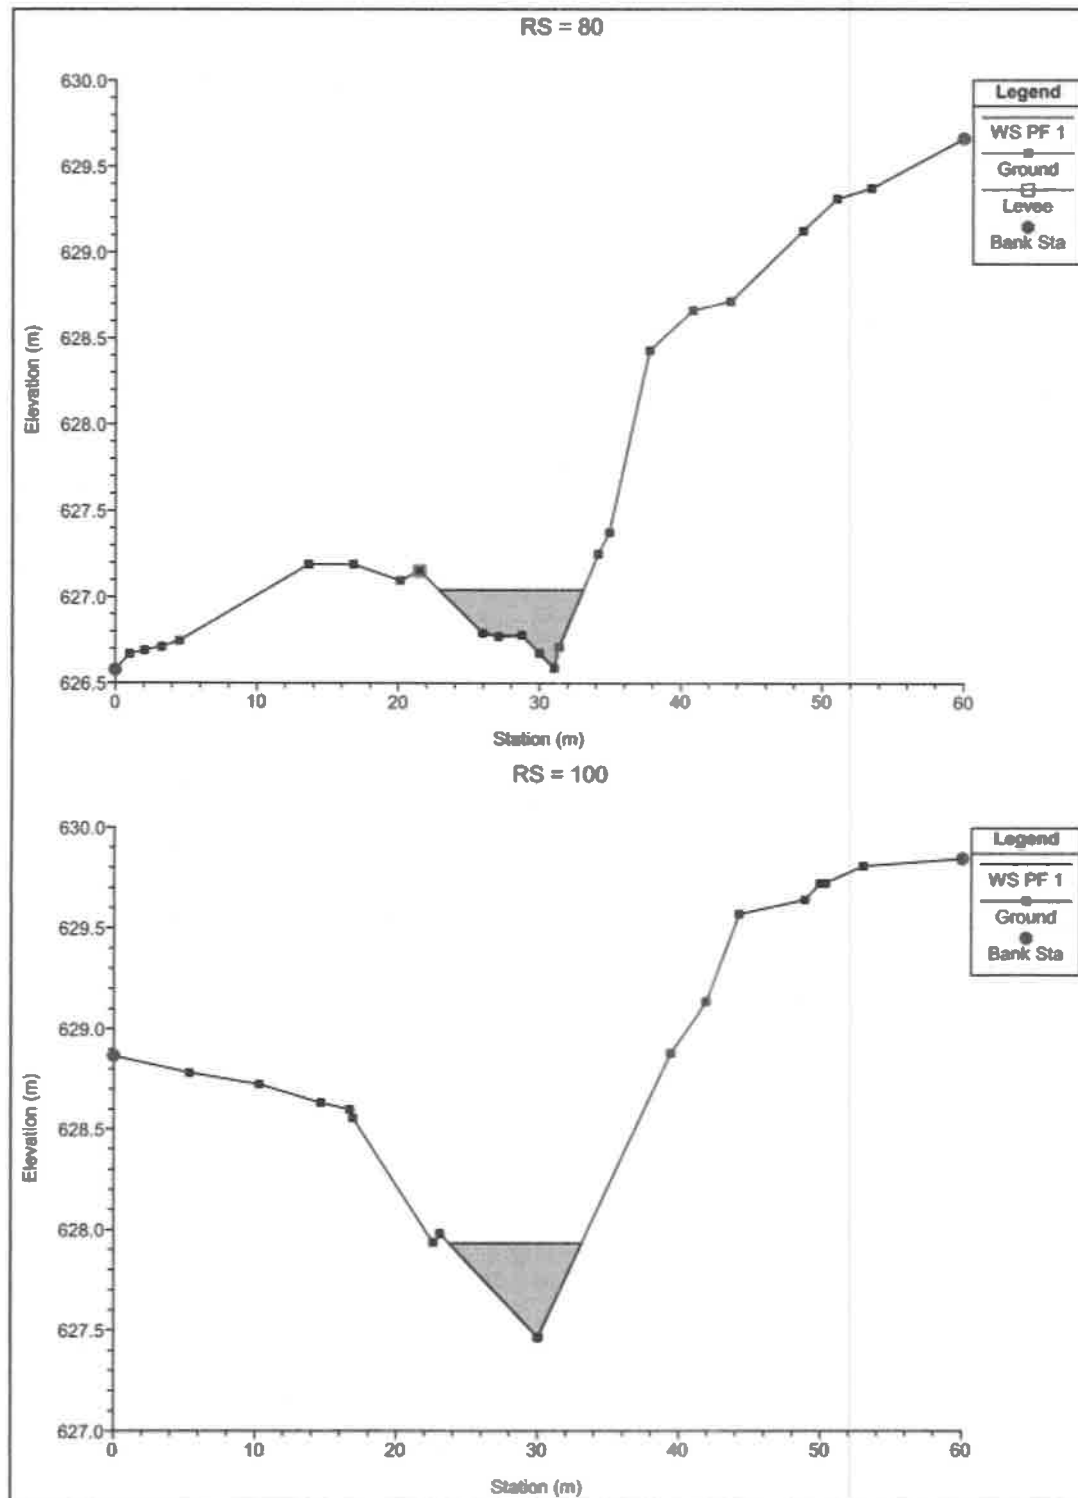 RS = 80
630.0
629.5
629.0
628.5
628.0
627.5
627.0
626.5
Elevation (m)
0 10 20 30 40 50 60
Station (m)
Legend
WS PF 1
Ground
Levee
Bank Sta
RS = 100
630.0
629.5
629.0
628.5
628.0
627.5
627.0
Elevation (m)
0 10 20 30 40 50 60
Station (m)
Legend
WS PF 1
Ground
Bank Sta